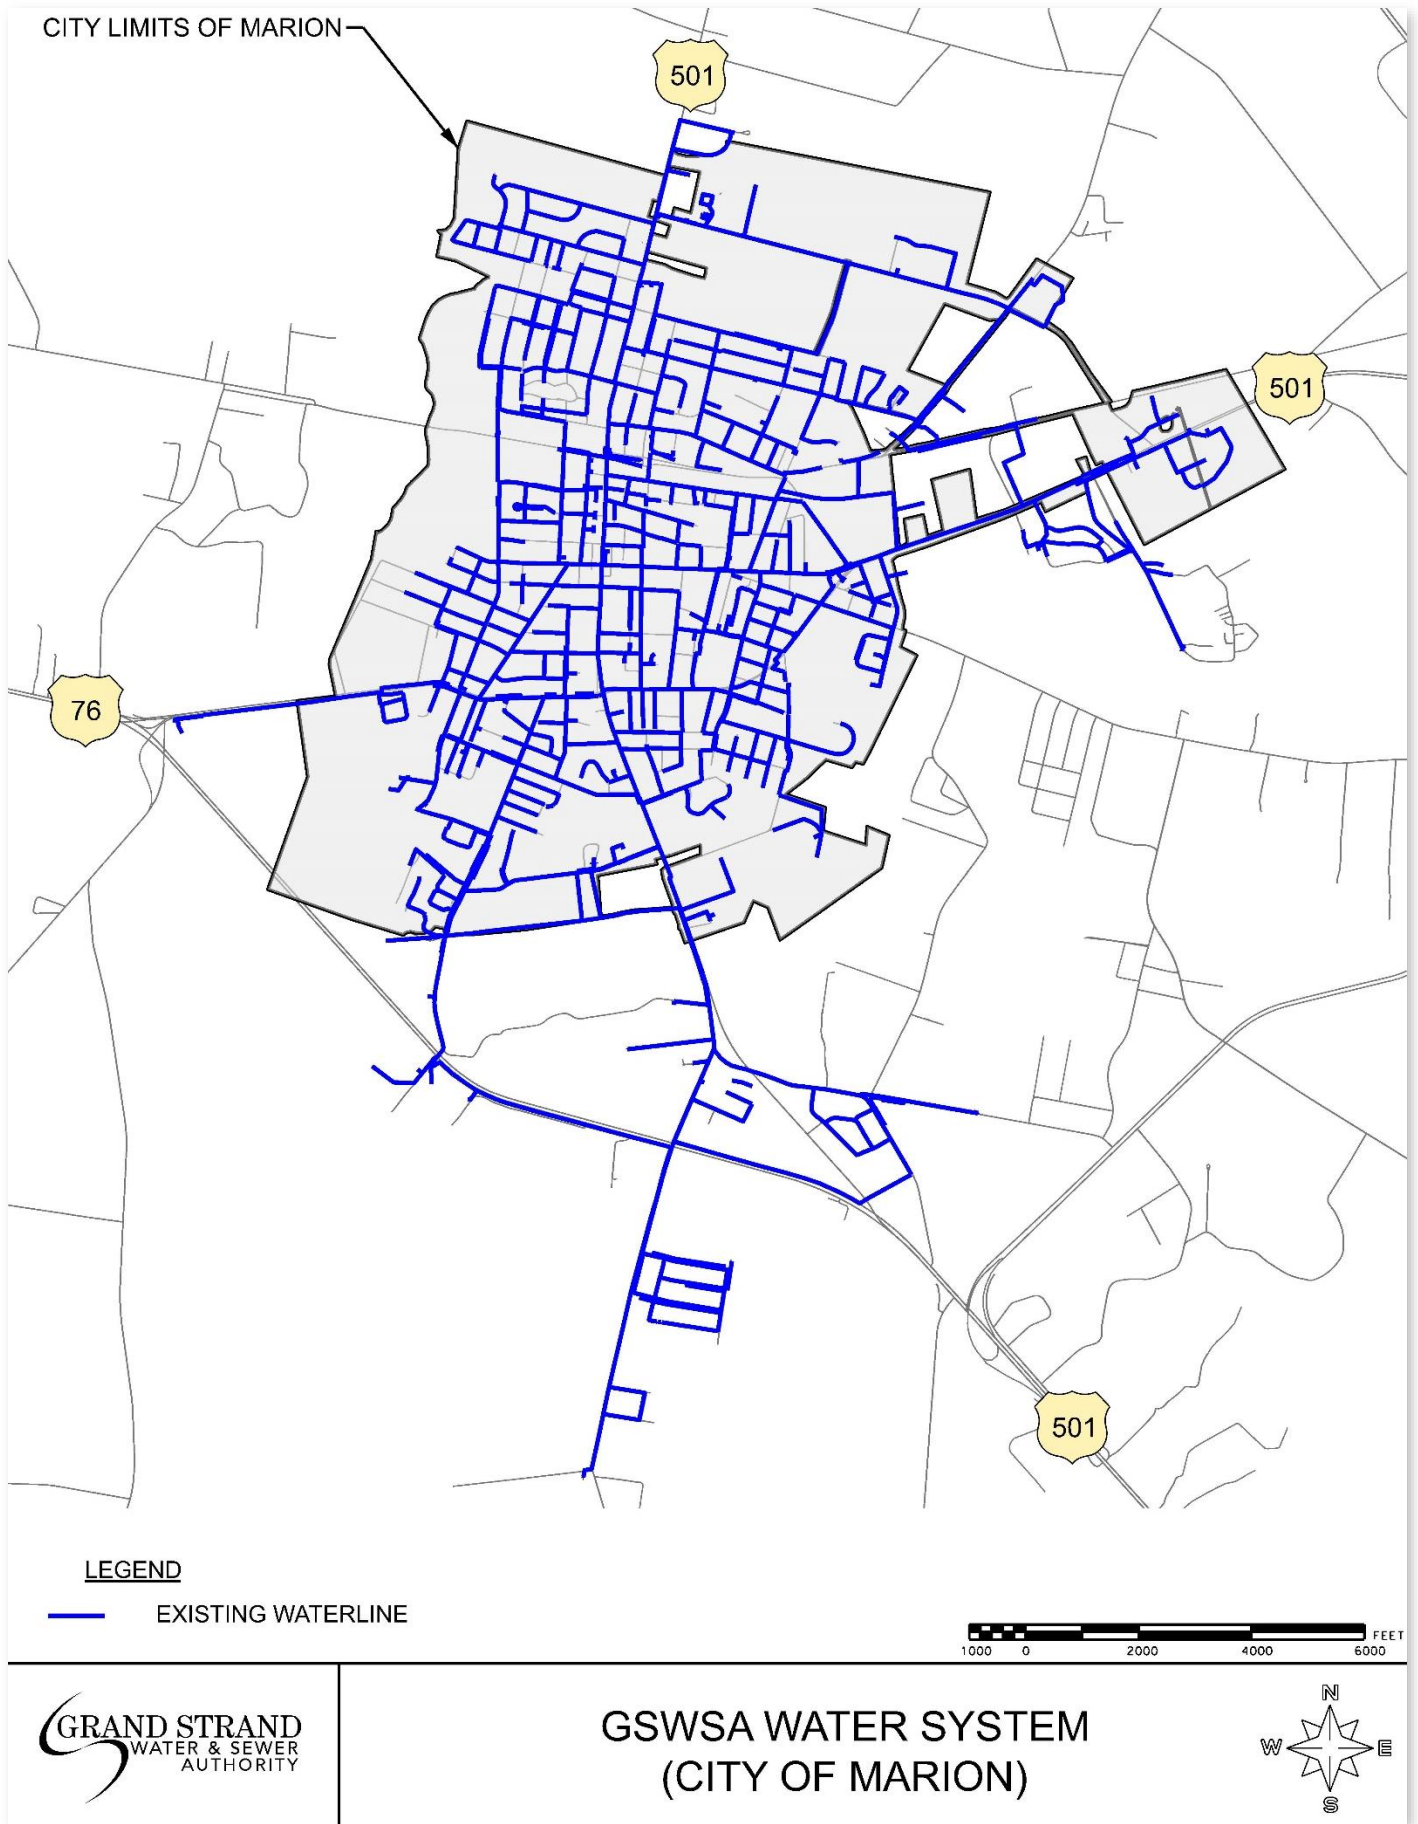 CITY LIMITS OF MARION
501
501
76
501
LEGEND
EXISTING WATERLINE
1000 0 2000 4000 6000 FEET
GRAND STRAND
WATER & SEWER
AUTHORITY
GSWSA WATER SYSTEM
(CITY OF MARION)
N
W E
S